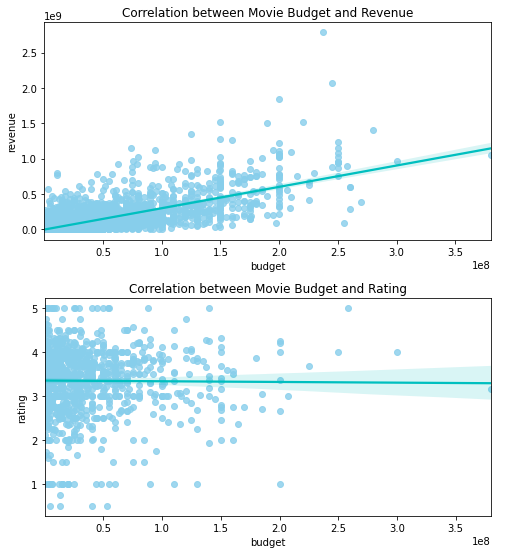 Correlation between Movie Budget and Revenue
1e9
2.5
2.0
1.5
1.0
0.5
0.0
revenue
0.5 1.0 1.5 2.0 2.5 3.0 3.5
budget
1e8
Correlation between Movie Budget and Rating
5
4
3
2
1
rating
0.5 1.0 1.5 2.0 2.5 3.0 3.5
budget
1e8